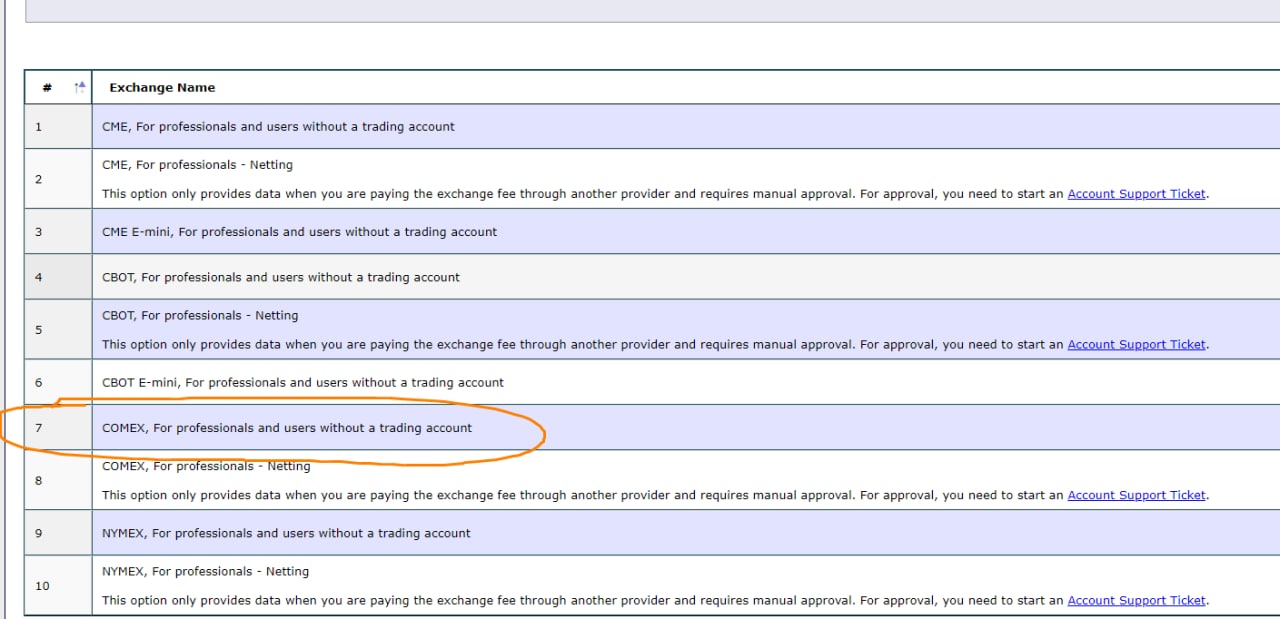 # Exchange Name
1 CME, For professionals and users without a trading account
2 CME, For professionals - Netting
This option only provides data when you are paying the exchange fee through another provider and requires manual approval. For approval, you need to start an Account Support Ticket.
3 CME E-mini, For professionals and users without a trading account
4 CBOT, For professionals and users without a trading account
5 CBOT, For professionals - Netting
This option only provides data when you are paying the exchange fee through another provider and requires manual approval. For approval, you need to start an Account Support Ticket.
6 CBOT E-mini, For professionals and users without a trading account
7 COMEX, For professionals and users without a trading account
8 COMEX, For professionals - Netting
This option only provides data when you are paying the exchange fee through another provider and requires manual approval. For approval, you need to start an Account Support Ticket.
9 NYMEX, For professionals and users without a trading account
10 NYMEX, For professionals - Netting
This option only provides data when you are paying the exchange fee through another provider and requires manual approval. For approval, you need to start an Account Support Ticket.